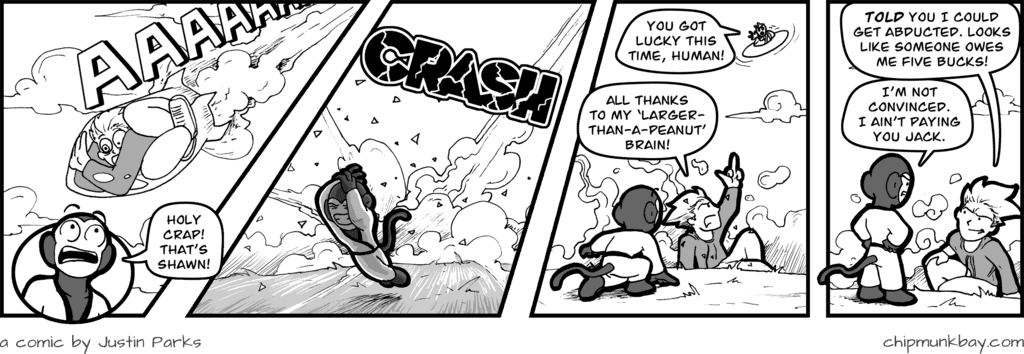 AAAAAA
HOLY
CRAP!
THAT'S
SHAWN!
CRASH
YOU GOT
LUCKY THIS
TIME, HUMAN!
ALL THANKS
TO MY 'LARGER-
THAN-A-PEANUT'
BRAIN!
TOLD YOU I COULD
GET ABDUCTED. LOOKS
LIKE SOMEONE OWES
ME FIVE BUCKS!
I'M NOT
CONVINCED.
I AIN'T PAYING
YOU JACK.
a comic by Justin Parks
chipmunkbay.com